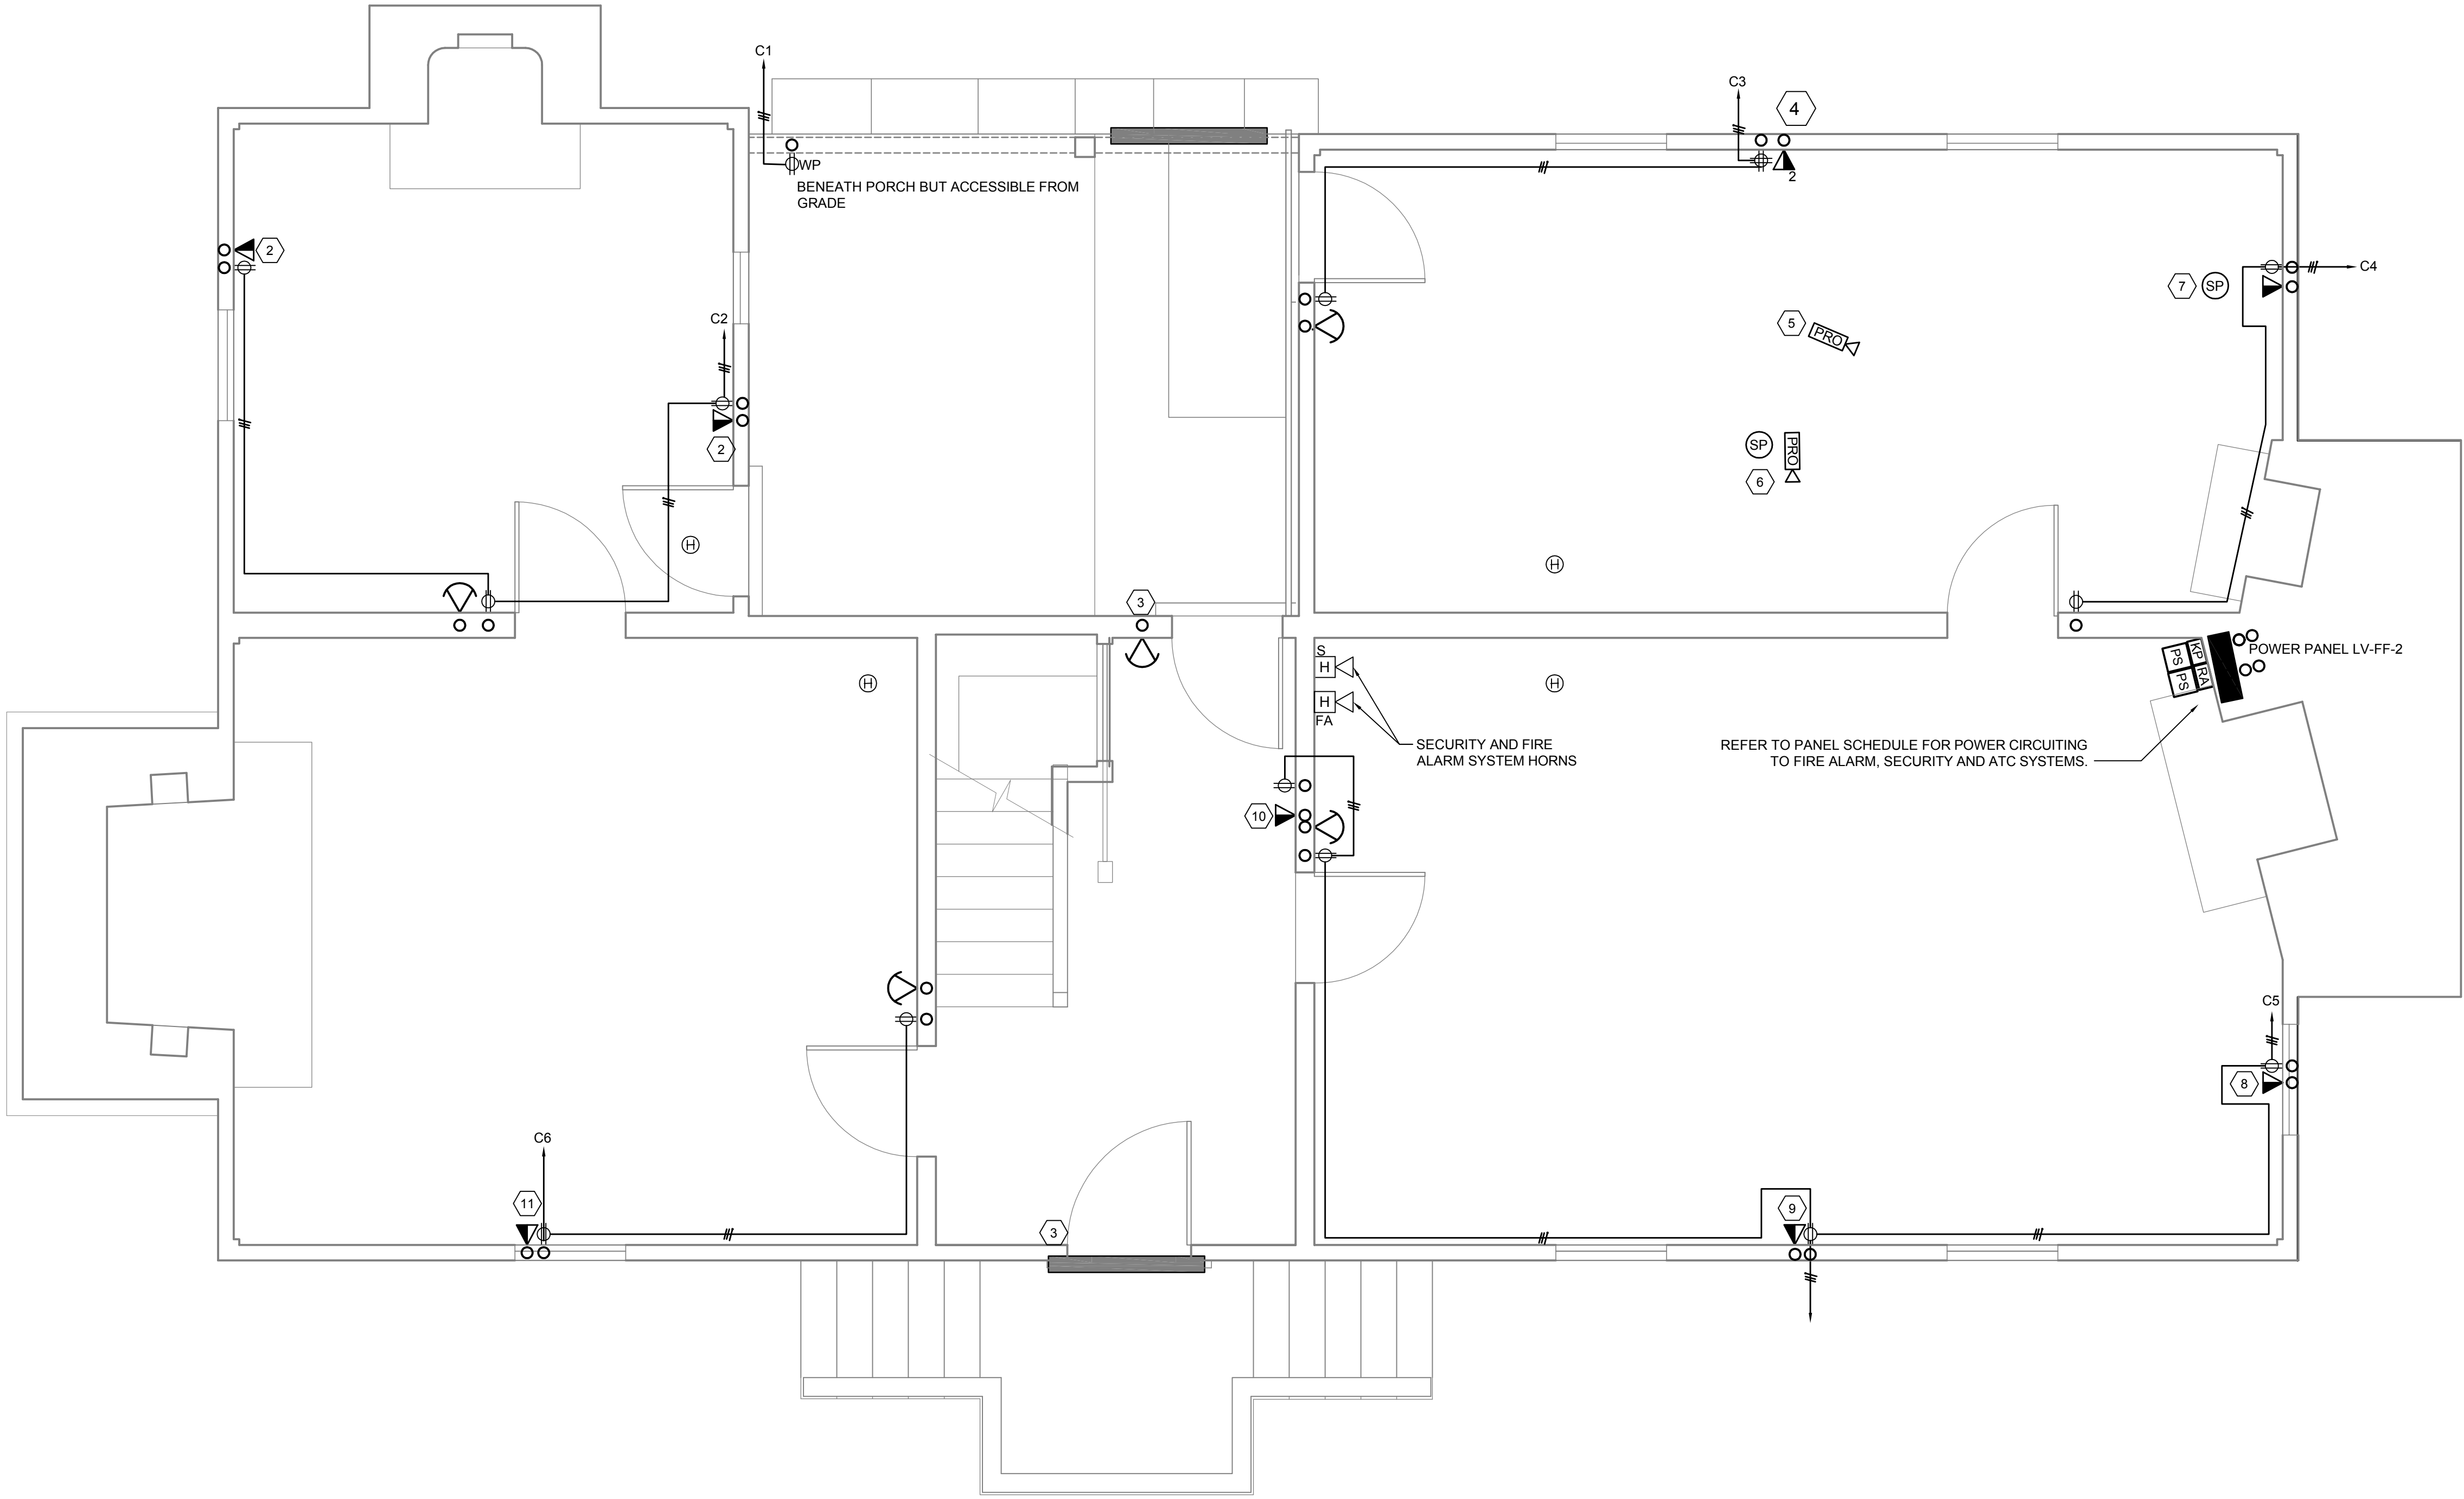 C1
C3
4
WP
BENEATH PORCH BUT ACCESSIBLE FROM
GRADE
2
2
C4
7
SP
C2
5
PRO
2
SP
PRO
6
H
H
3
S
H
H
H
H
FA
KP
PS
RA
PS
POWER PANEL LV-FF-2
SECURITY AND FIRE
ALARM SYSTEM HORNS
REFER TO PANEL SCHEDULE FOR POWER CIRCUITING
TO FIRE ALARM, SECURITY AND ATC SYSTEMS.
10
C5
8
C6
11
9
3